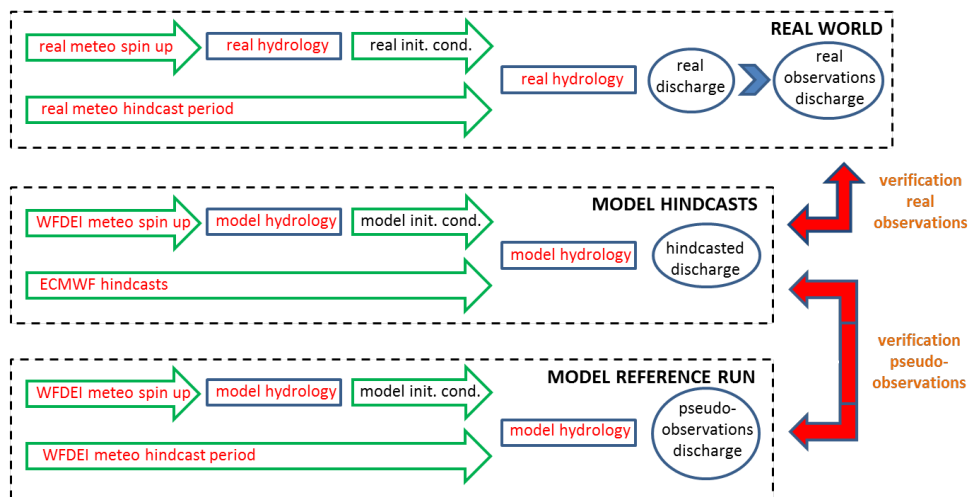 REAL WORLD
real meteo spin up
real hydrology
real init. cond.
real meteo hindcast period
real hydrology
real
discharge
real
observations
discharge
verification
real
observations
MODEL HINDCASTS
WFDEI meteo spin up
model hydrology
model init. cond.
ECMWF hindcasts
model hydrology
hindcasted
discharge
verification
pseudo-
observations
MODEL REFERENCE RUN
WFDEI meteo spin up
model hydrology
model init. cond.
WFDEI meteo hindcast period
model hydrology
pseudo-
observations
discharge